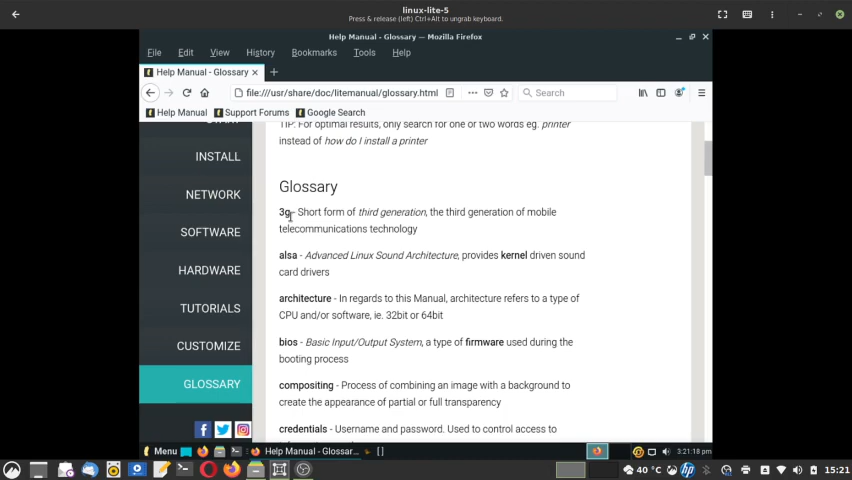 linux-lite-5
Press & release (left) Ctrl+Alt to ungrab keyboard.
Help Manual - Glossary — Mozilla Firefox
File Edit View History Bookmarks Tools Help
Help Manual - Glossary
file:///usr/share/doc/litemanual/glossary.html
Search
Help Manual Support Forums Google Search
TIP: For optimal results, only search for one or two words eg. printer
instead of how do I install a printer
INSTALL
NETWORK
SOFTWARE
HARDWARE
TUTORIALS
CUSTOMIZE
GLOSSARY
Glossary
3g - Short form of third generation, the third generation of mobile
telecommunications technology
alsa - Advanced Linux Sound Architecture, provides kernel driven sound
card drivers
architecture - In regards to this Manual, architecture refers to a type of
CPU and/or software, ie. 32bit or 64bit
bios - Basic Input/Output System, a type of firmware used during the
booting process
compositing - Process of combining an image with a background to
create the appearance of partial or full transparency
credentials - Username and password. Used to control access to
Menu
Help Manual - Glossar...
[]
3:21:18 pm
40 °C
15:21